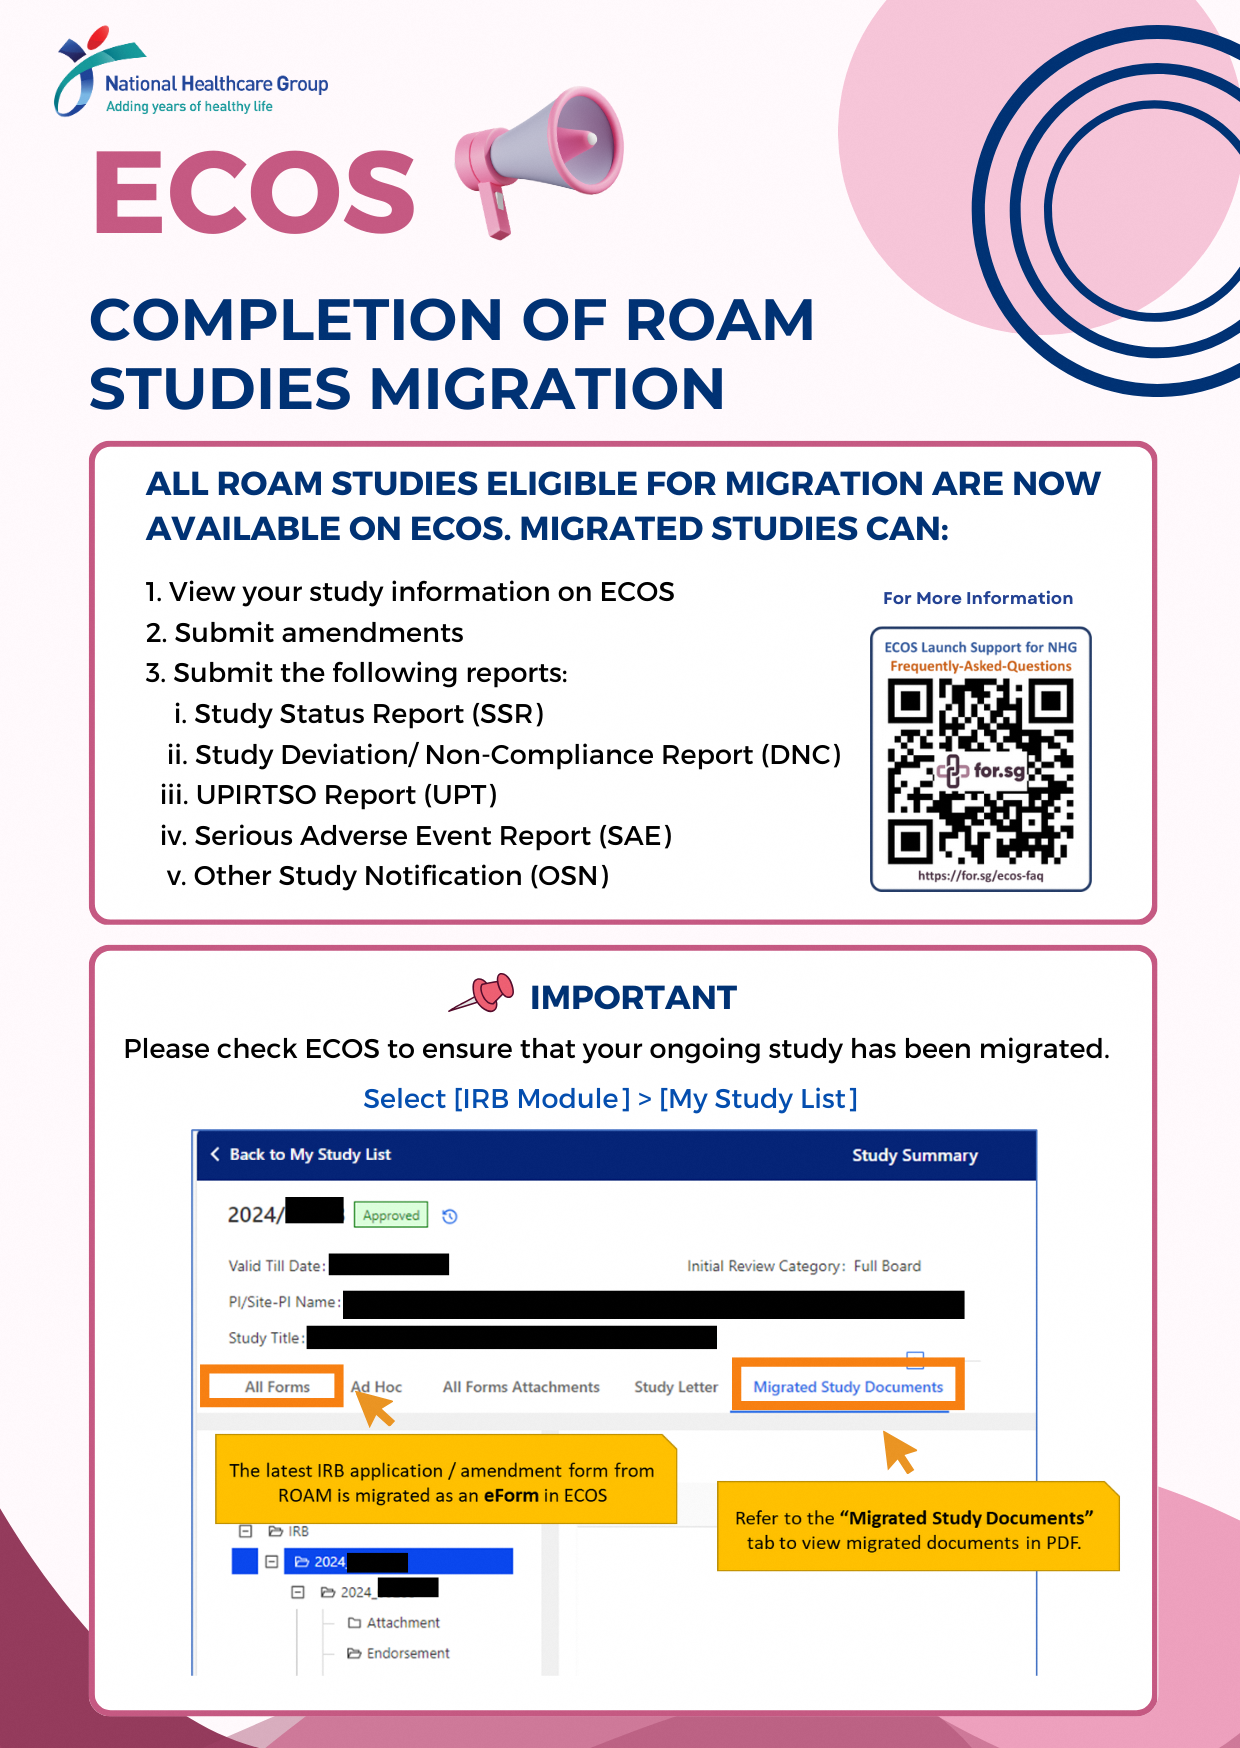 National Healthcare Group
Adding years of healthy life
ECOS
COMPLETION OF ROAM
STUDIES MIGRATION
ALL ROAM STUDIES ELIGIBLE FOR MIGRATION ARE NOW
AVAILABLE ON ECOS. MIGRATED STUDIES CAN:
1. View your study information on ECOS
2. Submit amendments
3. Submit the following reports:
i. Study Status Report (SSR)
ii. Study Deviation/ Non-Compliance Report (DNC)
iii. UPIRTSO Report (UPT)
iv. Serious Adverse Event Report (SAE)
v. Other Study Notification (OSN)
For More Information
ECOS Launch Support for NHG
Frequently-Asked-Questions
for.sg
https://for.sg/ecos-faq
IMPORTANT
Please check ECOS to ensure that your ongoing study has been migrated.
Select [IRB Module] > [My Study List]
Back to My Study List Study Summary
2024/ Approved
Valid Till Date: Initial Review Category: Full Board
PI/Site-PI Name:
Study Title:
All Forms Ad Hoc All Forms Attachments Study Letter Migrated Study Documents
The latest IRB application / amendment form from
ROAM is migrated as an eForm in ECOS
Refer to the “Migrated Study Documents”
tab to view migrated documents in PDF.
IRB
2024_
2024_
Attachment
Endorsement